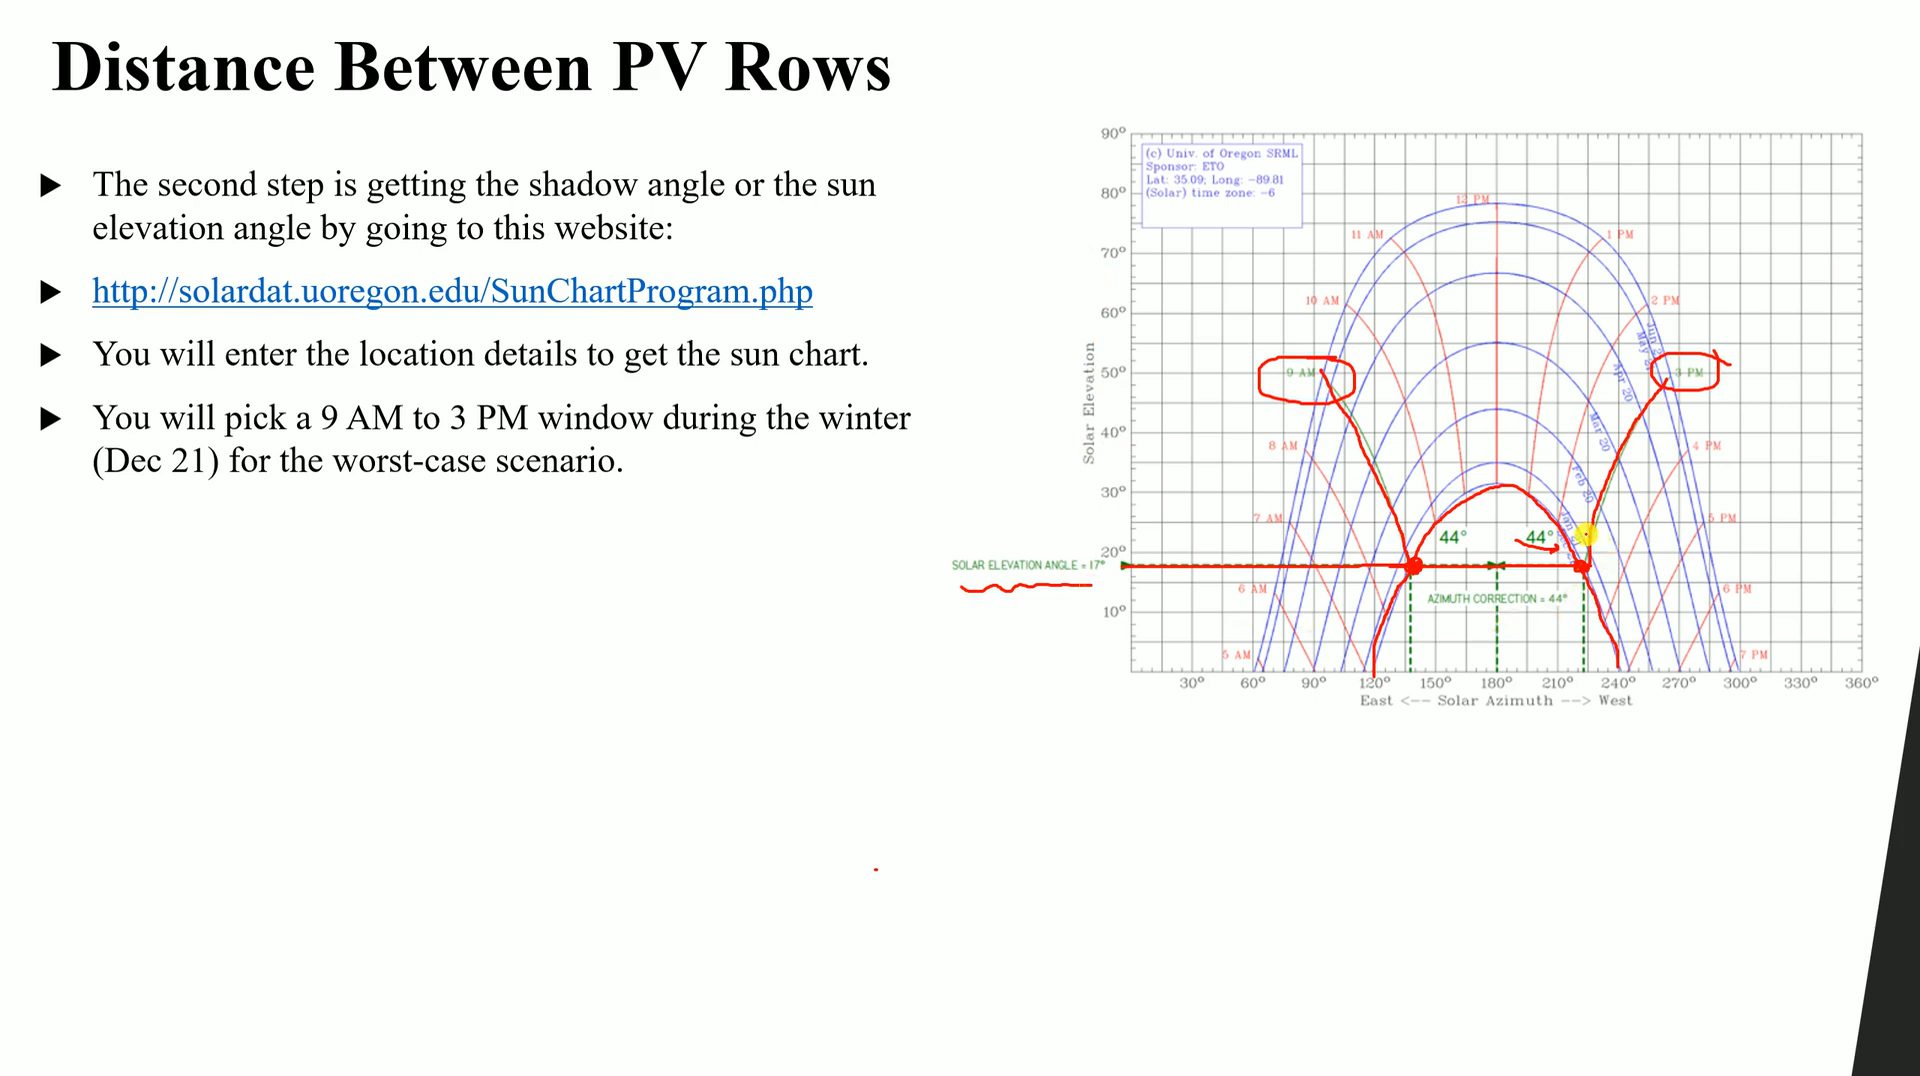 Distance Between PV Rows
The second step is getting the shadow angle or the sun
elevation angle by going to this website:
http://solardat.uoregon.edu/SunChartProgram.php
You will enter the location details to get the sun chart.
You will pick a 9 AM to 3 PM window during the winter
(Dec 21) for the worst-case scenario.
(c) Univ. of Oregon SRML
Sponsor: ETO
Lat: 35.09; Long: -89.81
(Solar) time zone: -6
90°
80°
70°
60°
50°
40°
30°
20°
10°
Solar Elevation
12 PM
11 AM
1 PM
10 AM
2 PM
9 AM
3 PM
8 AM
4 PM
7 AM
5 PM
6 AM
6 PM
5 AM
7 PM
May 21
Apr 20
Mar 20
Feb 20
44°
44°
SOLAR ELEVATION ANGLE = 17°
AZIMUTH CORRECTION = 44°
30°
60°
90°
120°
150°
180°
210°
240°
270°
300°
330°
360°
East <-- Solar Azimuth --> West